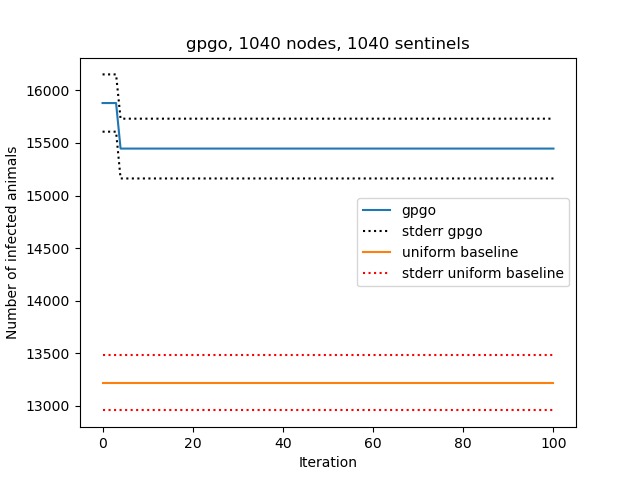 gpgo, 1040 nodes, 1040 sentinels
16000
15500
15000
14500
14000
13500
13000
Number of infected animals
gpgo
stderr gpgo
uniform baseline
stderr uniform baseline
0
20
40
60
80
100
Iteration